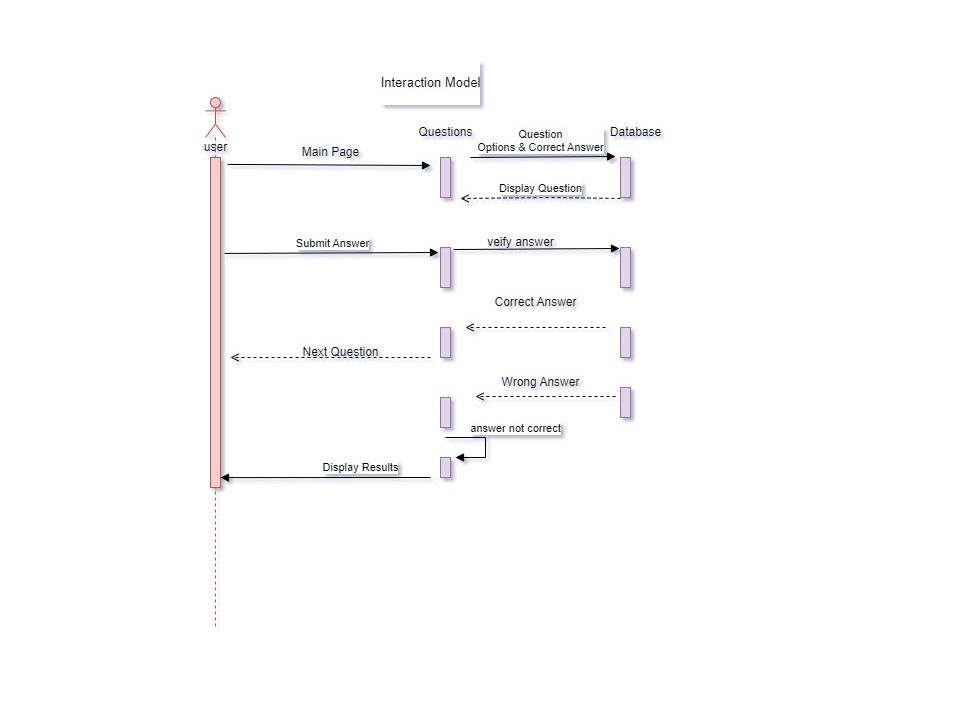 Interaction Model
Questions
Question
Options & Correct Answer
Database
user
Main Page
Display Question
Submit Answer
veify answer
Correct Answer
Next Question
Wrong Answer
answer not correct
Display Results